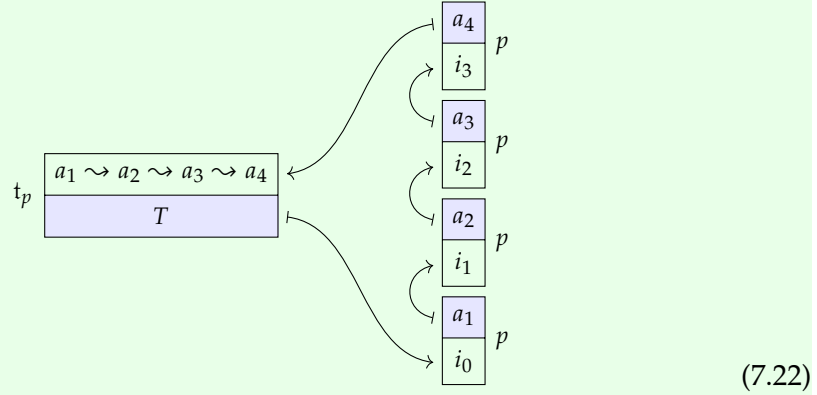 a₄
p
i₃
a₃
p
i₂
a₁ ⇝ a₂ ⇝ a₃ ⇝ a₄
𝔱ₚ
T
a₂
p
i₁
a₁
p
i₀
(7.22)